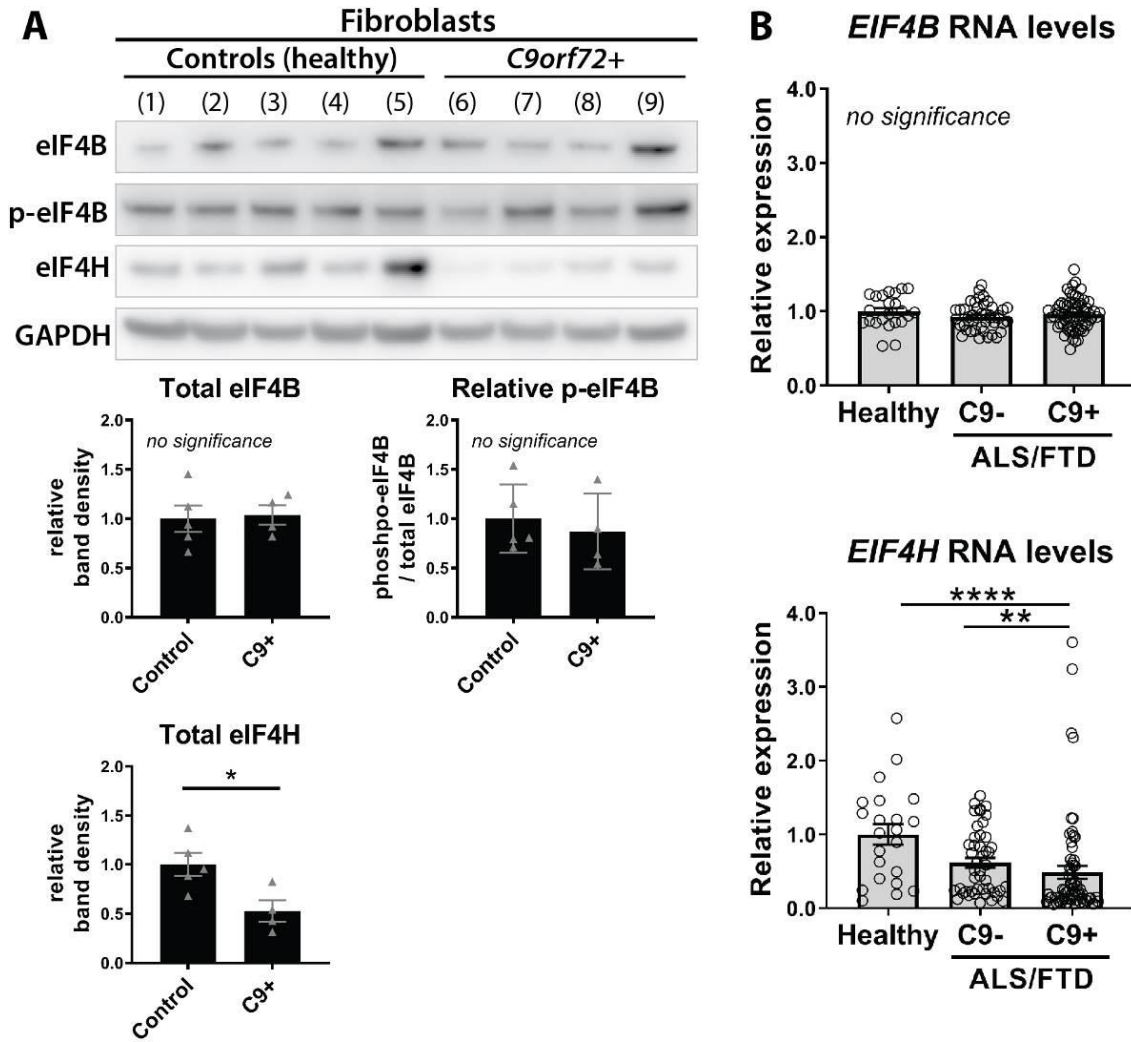 A
Fibroblasts
Controls (healthy) C9orf72+
(1) (2) (3) (4) (5) (6) (7) (8) (9)
eIF4B
p-eIF4B
eIF4H
GAPDH
Total eIF4B
relative
band density
2.0
1.5
1.0
0.5
0.0
no significance
Control
C9+
Relative p-eIF4B
phoshpo-eIF4B
/ total eIF4B
2.0
1.5
1.0
0.5
0.0
no significance
Control
C9+
Total eIF4H
relative
band density
2.0
1.5
1.0
0.5
0.0
*
Control
C9+
B
EIF4B RNA levels
Relative expression
4.0
3.0
2.0
1.0
0.0
no significance
Healthy C9- C9+
ALS/FTD
EIF4H RNA levels
Relative expression
4.0
3.0
2.0
1.0
0.0
****
**
Healthy C9- C9+
ALS/FTD